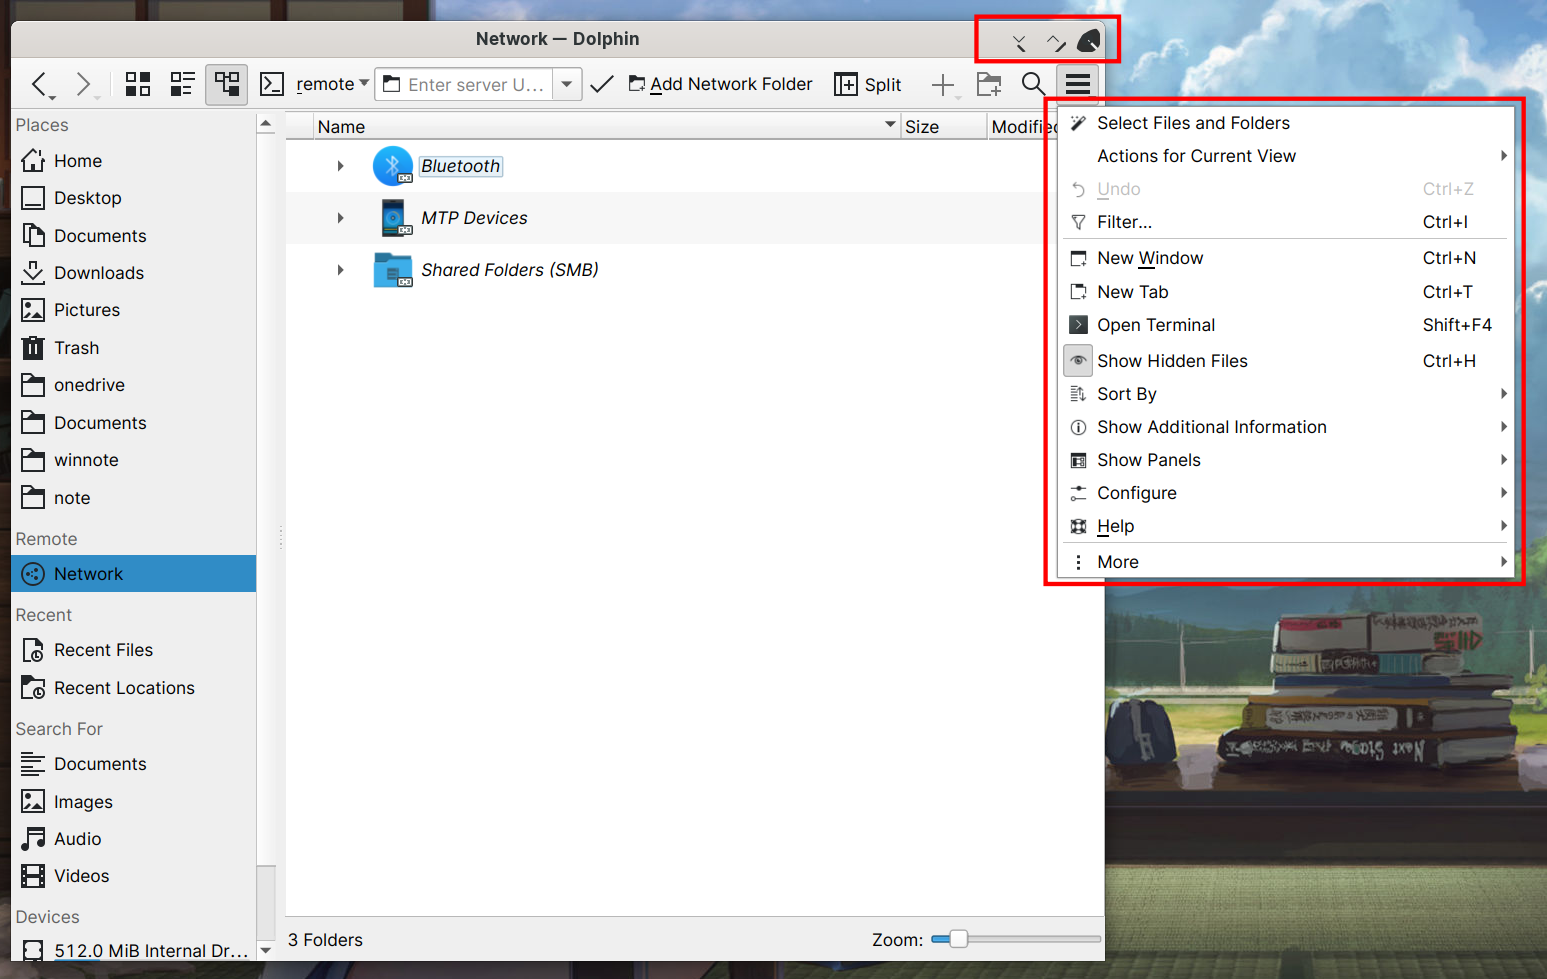 Network — Dolphin
remote
Enter server U...
Add Network Folder
Split
Places
Home
Desktop
Documents
Downloads
Pictures
Trash
onedrive
Documents
winnote
note
Remote
Network
Recent
Recent Files
Recent Locations
Search For
Documents
Images
Audio
Videos
Devices
512.0 MiB Internal Dr...
Name Size Modified
Bluetooth
MTP Devices
Shared Folders (SMB)
3 Folders
Zoom:
Select Files and Folders
Actions for Current View
Undo Ctrl+Z
Filter... Ctrl+I
New Window Ctrl+N
New Tab Ctrl+T
Open Terminal Shift+F4
Show Hidden Files Ctrl+H
Sort By
Show Additional Information
Show Panels
Configure
Help
More